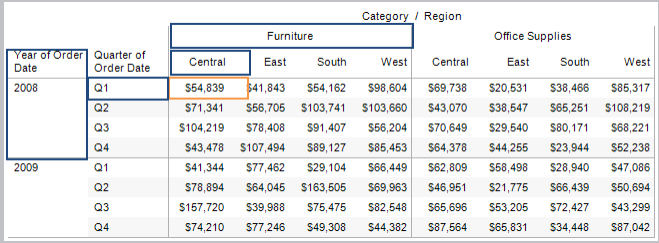 Category / Region
Furniture Office Supplies
Year of Order Date Quarter of Order Date Central East South West Central East South West
2008 Q1 $54,839 $41,843 $54,162 $98,604 $69,738 $20,531 $38,466 $85,317
Q2 $71,341 $56,705 $103,741 $103,660 $43,070 $38,547 $65,251 $108,219
Q3 $104,219 $78,408 $91,407 $56,204 $70,649 $29,540 $80,171 $68,221
Q4 $43,478 $107,494 $89,127 $85,453 $64,378 $44,255 $23,944 $52,238
2009 Q1 $41,344 $77,462 $29,104 $66,449 $62,809 $58,498 $28,940 $47,086
Q2 $78,894 $64,045 $163,505 $69,963 $46,951 $21,775 $66,439 $50,694
Q3 $157,720 $39,988 $75,475 $82,548 $65,696 $53,205 $72,427 $43,299
Q4 $74,210 $77,246 $49,308 $44,382 $87,564 $65,831 $34,448 $87,042